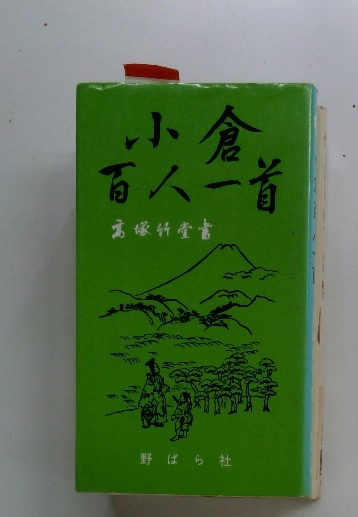 小倉
百人一首
高塚竹堂書
野ばら社